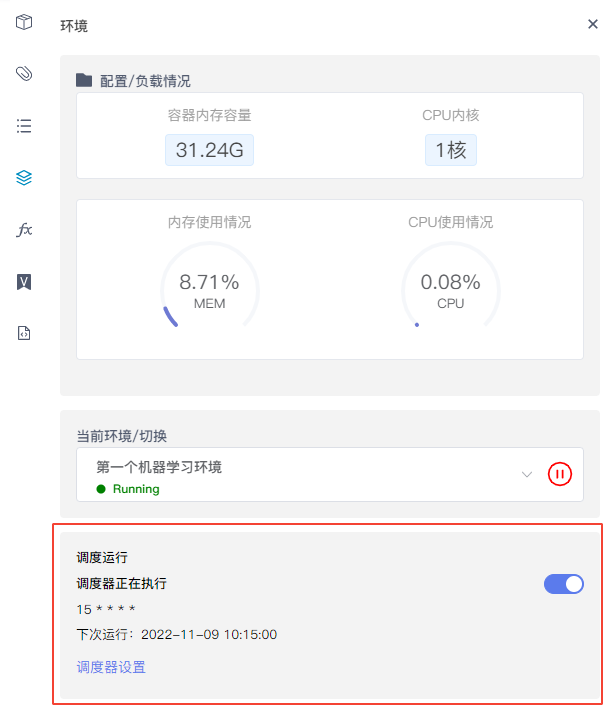 环境
配置/负载情况
容器内存容量
CPU内核
31.24G
1核
内存使用情况
CPU使用情况
8.71%
MEM
0.08%
CPU
当前环境/切换
第一个机器学习环境
Running
调度运行
调度器正在执行
15 * * * *
下次运行：2022-11-09 10:15:00
调度器设置